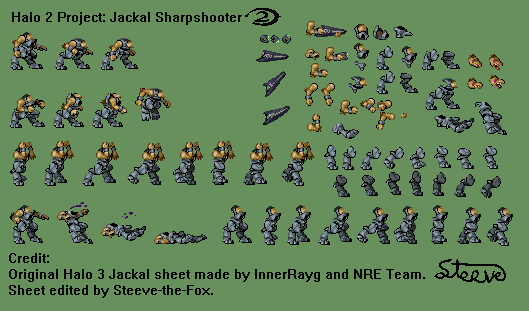 Halo 2 Project: Jackal Sharpshooter
Credit:
Original Halo 3 Jackal sheet made by InnerRayg and NRE Team.
Sheet edited by Steeve-the-Fox.
Steeve